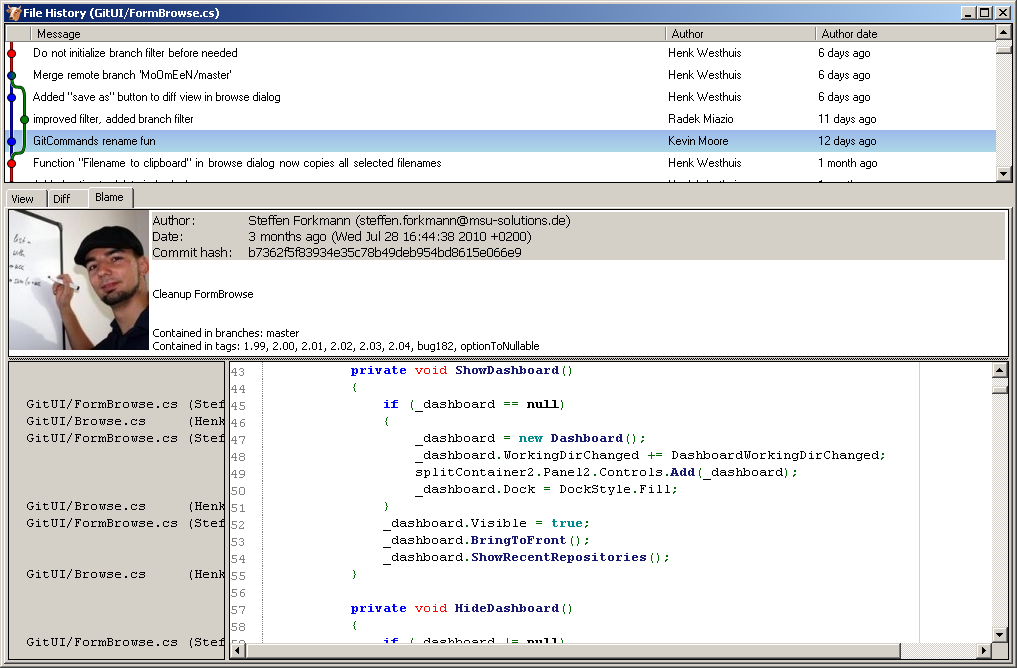 File History (GitUI/FormBrowse.cs)
Message Author Author date
Do not initialize branch filter before needed Henk Westhuis 6 days ago
Merge remote branch 'MoOmEeN/master' Henk Westhuis 6 days ago
Added "save as" button to diff view in browse dialog Henk Westhuis 6 days ago
improved filter, added branch filter Radek Miazio 11 days ago
GitCommands rename fun Kevin Moore 12 days ago
Function "Filename to clipboard" in browse dialog now copies all selected filenames Henk Westhuis 1 month ago
View Diff Blame
Author: Steffen Forkmann (steffen.forkmann@msu-solutions.de)
Date: 3 months ago (Wed Jul 28 16:44:38 2010 +0200)
Commit hash: b7362f5f83934e35c78b49deb954bd8615e066e9
Cleanup FormBrowse
Contained in branches: master
Contained in tags: 1.99, 2.00, 2.01, 2.02, 2.03, 2.04, bug182, optionToNullable
43 private void ShowDashboard()
44 {
GitUI/FormBrowse.cs (Stef 45 if (_dashboard == null)
GitUI/Browse.cs (Henk 46 {
GitUI/FormBrowse.cs (Stef 47 _dashboard = new Dashboard();
48 _dashboard.WorkingDirChanged += DashboardWorkingDirChanged;
49 splitContainer2.Panel2.Controls.Add(_dashboard);
50 _dashboard.Dock = DockStyle.Fill;
GitUI/Browse.cs (Henk 51 }
GitUI/FormBrowse.cs (Stef 52 _dashboard.Visible = true;
53 _dashboard.BringToFront();
54 _dashboard.ShowRecentRepositories();
GitUI/Browse.cs (Henk 55 }
56
57 private void HideDashboard()
58 {
GitUI/FormBrowse.cs (Stef 59 if (_dashboard != null)